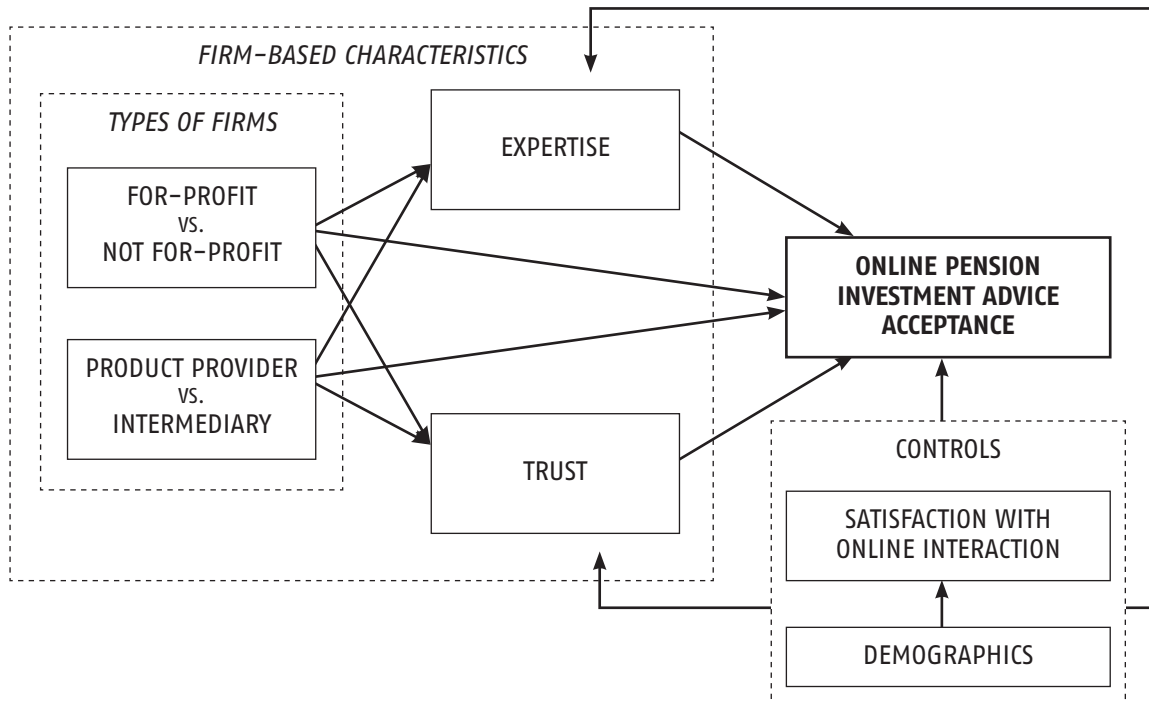 FIRM–BASED CHARACTERISTICS
TYPES OF FIRMS
FOR–PROFIT
VS.
NOT FOR–PROFIT
PRODUCT PROVIDER
VS.
INTERMEDIARY
EXPERTISE
TRUST
ONLINE PENSION
INVESTMENT ADVICE
ACCEPTANCE
CONTROLS
SATISFACTION WITH
ONLINE INTERACTION
DEMOGRAPHICS